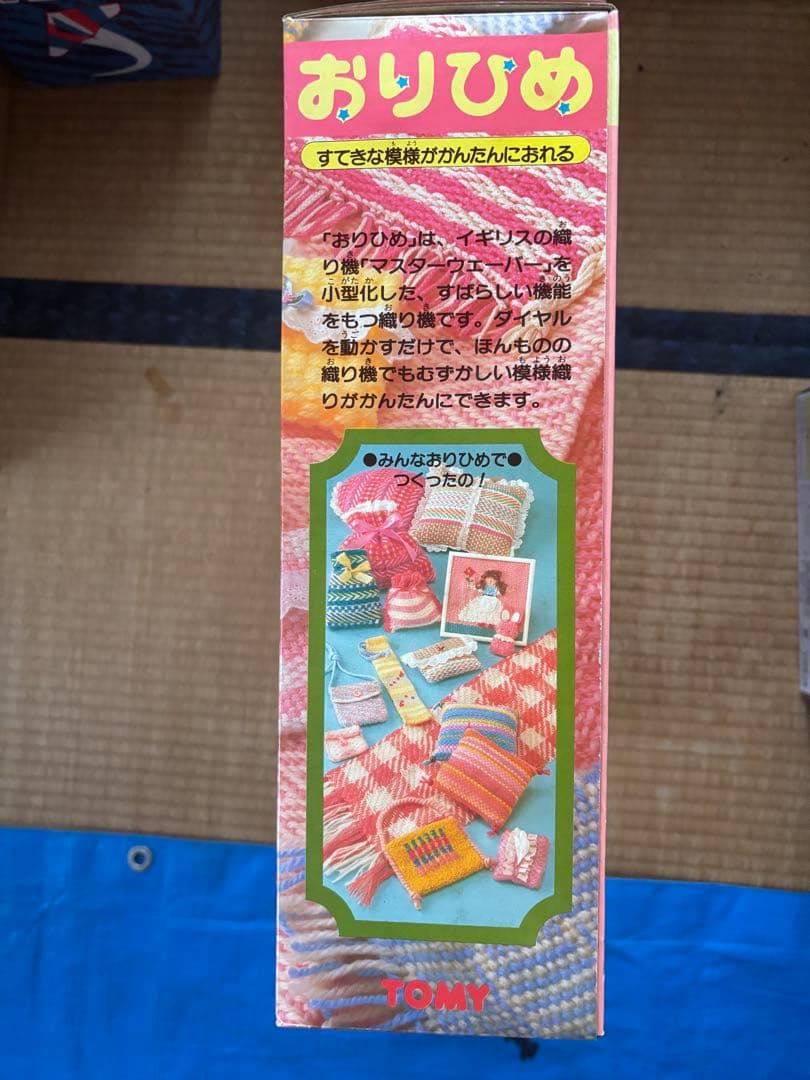 おりひめ
すてきな模様がかんたんにおれる
「おりひめ」は、イギリスの織
り機「マスターウエーバー」を
小型化した、すばらしい機能
をもつ織り機です。ダイヤル
を動かすだけで、ほんものの
織り機でもむずかしい模様織
りがかんたんにできます。
●みんなおりひめで●
つくったの!
TOMY